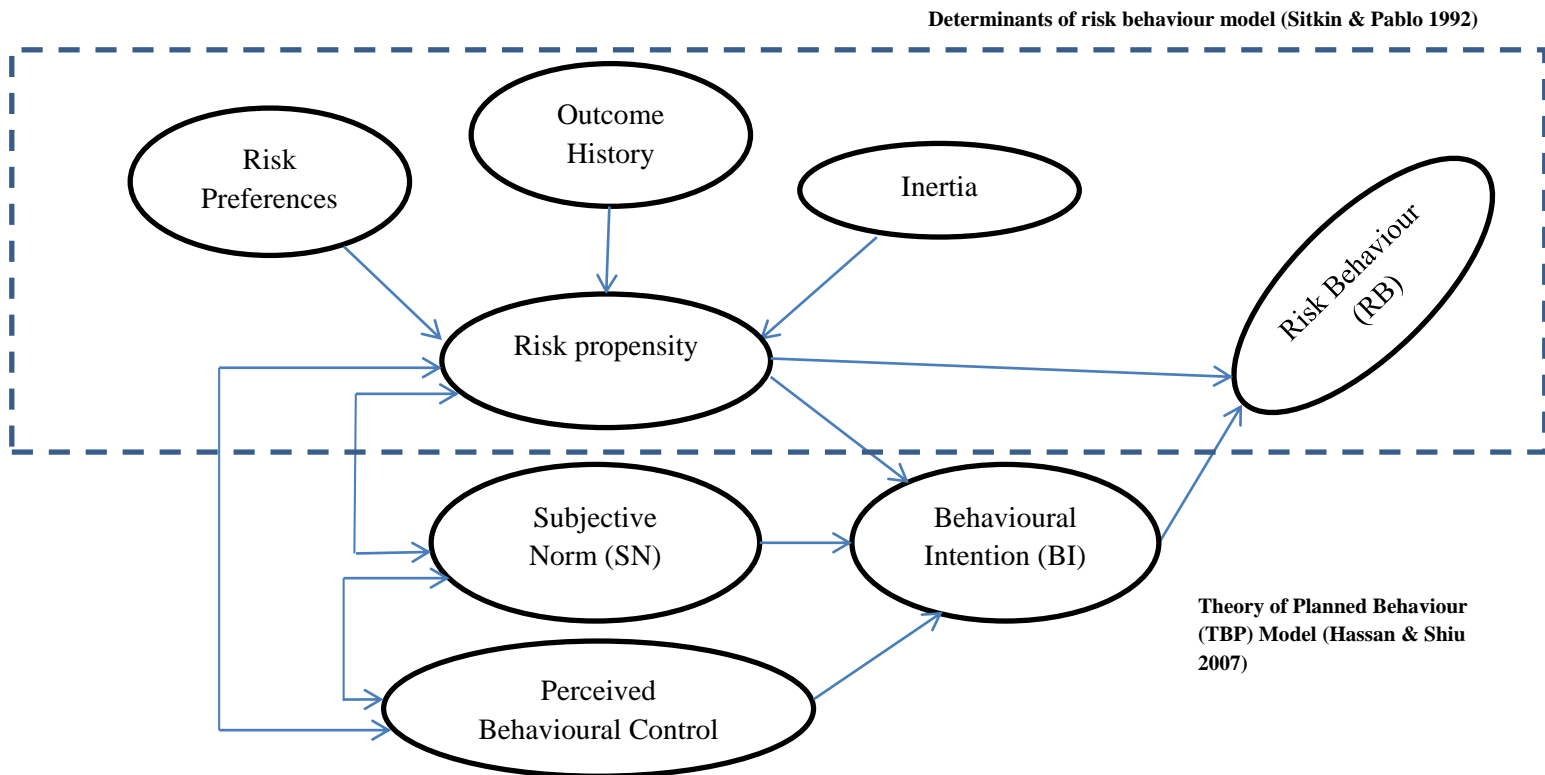 Determinants of risk behaviour model (Sitkin & Pablo 1992)
Outcome
History
Risk
Preferences
Inertia
Risk Behaviour
(RB)
Risk propensity
Subjective
Norm (SN)
Behavioural
Intention (BI)
Theory of Planned Behaviour
(TBP) Model (Hassan & Shiu
2007)
Perceived
Behavioural Control